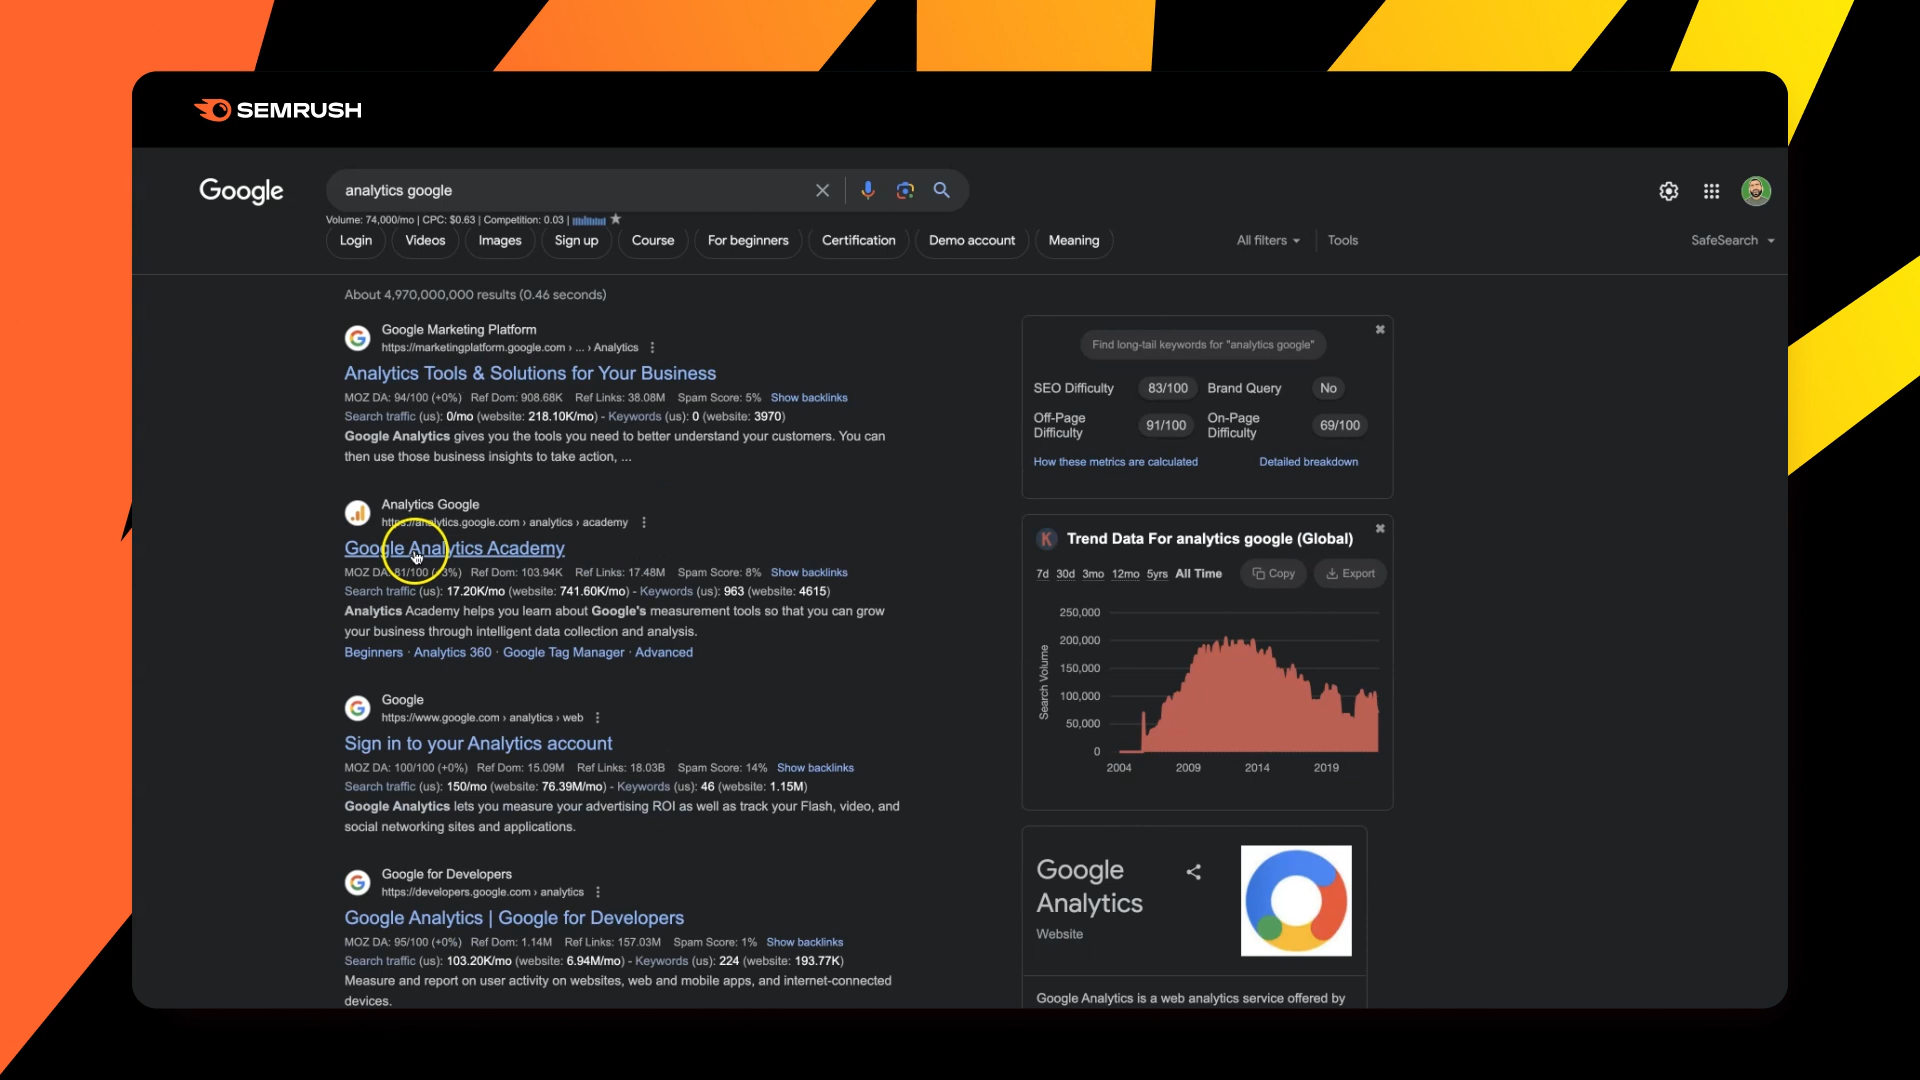 SEMRUSH
Google
analytics google
Volume: 74,000/mo | CPC: $0.63 | Competition: 0.03 |
Login
Videos
Images
Sign up
Course
For beginners
Certification
Demo account
Meaning
All filters
Tools
SafeSearch
About 4,970,000,000 results (0.46 seconds)
Google Marketing Platform
https://marketingplatform.google.com › ... › Analytics
Analytics Tools & Solutions for Your Business
MOZ DA: 94/100 (+0%) Ref Dom: 908.68K Ref Links: 38.08M Spam Score: 5% Show backlinks
Search traffic (us): 0/mo (website: 218.10K/mo) - Keywords (us): 0 (website: 3970)
Google Analytics gives you the tools you need to better understand your customers. You can
then use those business insights to take action, ...
Analytics Google
https://analytics.google.com › analytics › academy
Google Analytics Academy
MOZ DA: 81/100 (+3%) Ref Dom: 103.94K Ref Links: 17.48M Spam Score: 8% Show backlinks
Search traffic (us): 17.20K/mo (website: 741.60K/mo) - Keywords (us): 963 (website: 4615)
Analytics Academy helps you learn about Google's measurement tools so that you can grow
your business through intelligent data collection and analysis.
Beginners · Analytics 360 · Google Tag Manager · Advanced
Google
https://www.google.com › analytics › web
Sign in to your Analytics account
MOZ DA: 100/100 (+0%) Ref Dom: 15.09M Ref Links: 18.03B Spam Score: 14% Show backlinks
Search traffic (us): 150/mo (website: 76.39M/mo) - Keywords (us): 46 (website: 1.15M)
Google Analytics lets you measure your advertising ROI as well as track your Flash, video, and
social networking sites and applications.
Google for Developers
https://developers.google.com › analytics
Google Analytics | Google for Developers
MOZ DA: 95/100 (+0%) Ref Dom: 1.14M Ref Links: 157.03M Spam Score: 1% Show backlinks
Search traffic (us): 103.20K/mo (website: 6.94M/mo) - Keywords (us): 224 (website: 193.77K)
Measure and report on user activity on websites, web and mobile apps, and internet-connected
devices.
Find long-tail keywords for "analytics google"
SEO Difficulty 83/100 Brand Query No
Off-Page Difficulty 91/100 On-Page Difficulty 69/100
How these metrics are calculated Detailed breakdown
K Trend Data For analytics google (Global)
7d 30d 3mo 12mo 5yrs All Time Copy Export
Search Volume
250,000
200,000
150,000
100,000
50,000
0
2004 2009 2014 2019
Google
Analytics
Website
Google Analytics is a web analytics service offered by